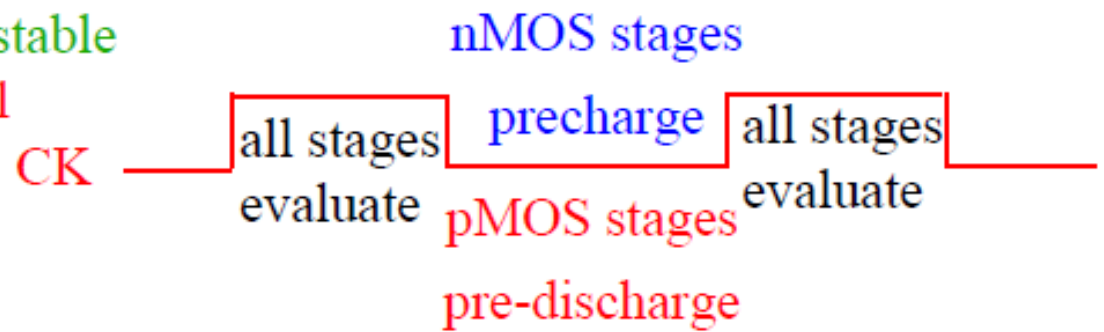 stable
nMOS stages
precharge
all stages
evaluate
all stages
evaluate
CK
pMOS stages
pre-discharge